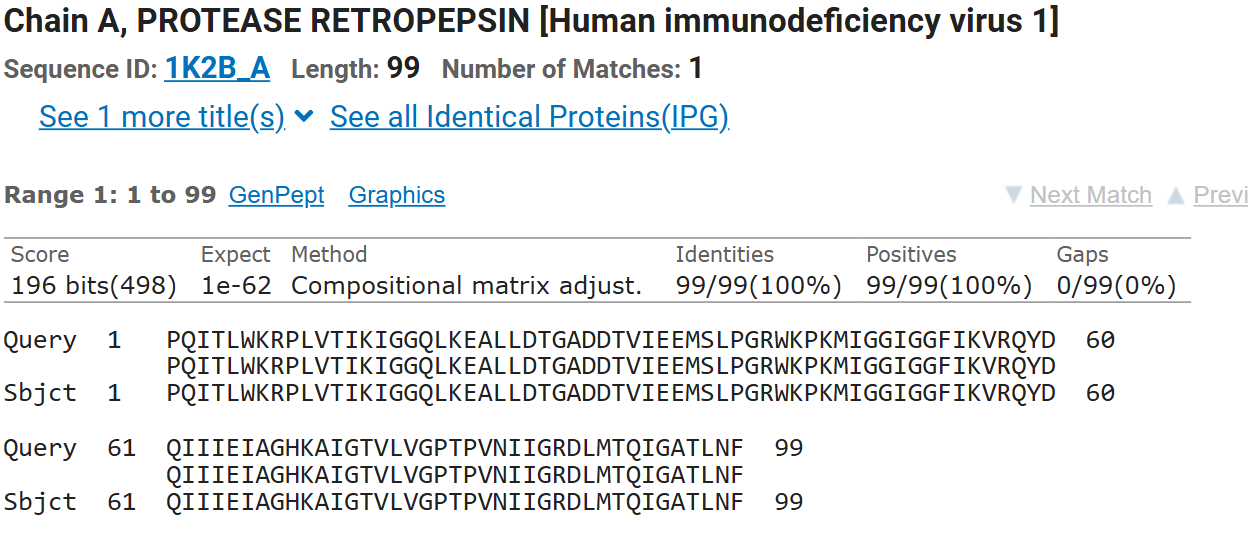 Chain A, PROTEASE RETROPEPSIN [Human immunodeficiency virus 1]
Sequence ID: 1K2B_A Length: 99 Number of Matches: 1
See 1 more title(s) See all Identical Proteins(IPG)
Range 1: 1 to 99 GenPept Graphics ▼ Next Match ▲ Previ
Score Expect Method Identities Positives Gaps
196 bits(498) 1e-62 Compositional matrix adjust. 99/99(100%) 99/99(100%) 0/99(0%)
Query 1 PQITLWKRPLVTIKIGGQLKEALLDTGADDTVIEEMSLPGRWKPKMIGGIGGFIKVRQYD 60
PQITLWKRPLVTIKIGGQLKEALLDTGADDTVIEEMSLPGRWKPKMIGGIGGFIKVRQYD
Sbjct 1 PQITLWKRPLVTIKIGGQLKEALLDTGADDTVIEEMSLPGRWKPKMIGGIGGFIKVRQYD 60
Query 61 QIIIEIAGHKAIGTVLVGPTPVNIIGRDLMTQIGATLNF 99
QIIIEIAGHKAIGTVLVGPTPVNIIGRDLMTQIGATLNF
Sbjct 61 QIIIEIAGHKAIGTVLVGPTPVNIIGRDLMTQIGATLNF 99